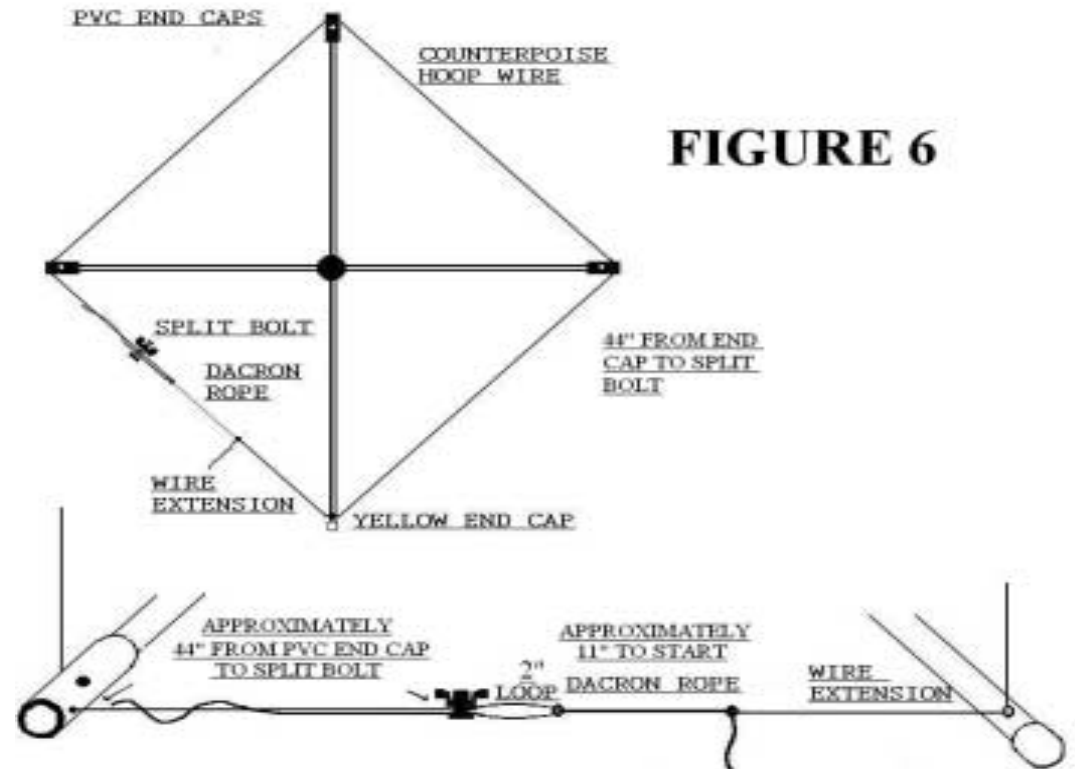 PVC END CAPS
COUNTERPOISE
HOOP WIRE
FIGURE 6
SPLIT BOLT
44" FROM END
CAP TO SPLIT
BOLT
DACRON
ROPE
WIRE
EXTENSION
YELLOW END CAP
APPROXIMATELY
44" FROM PVC END CAP
TO SPLIT BOLT
2"
LOOP
APPROXIMATELY
11" TO START
DACRON ROPE
WIRE
EXTENSION